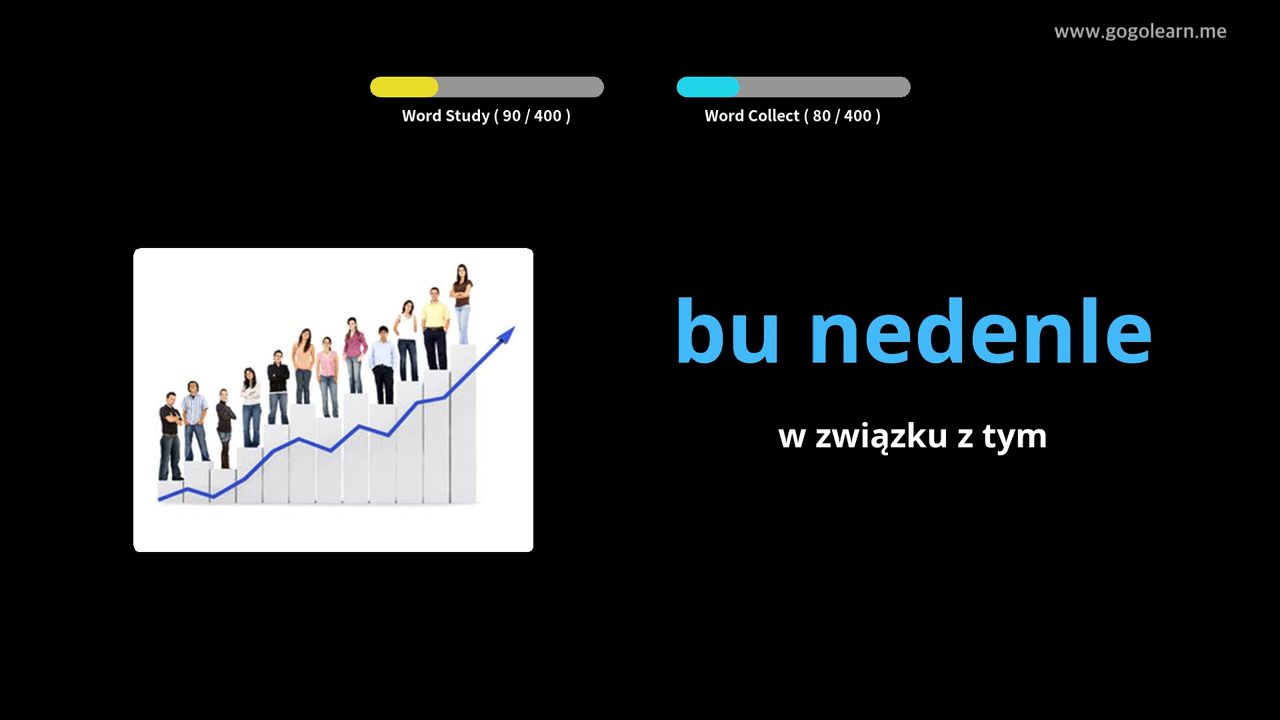 www.gogolearn.me
Word Study ( 90 / 400 )
Word Collect ( 80 / 400 )
bu nedenle
w związku z tym